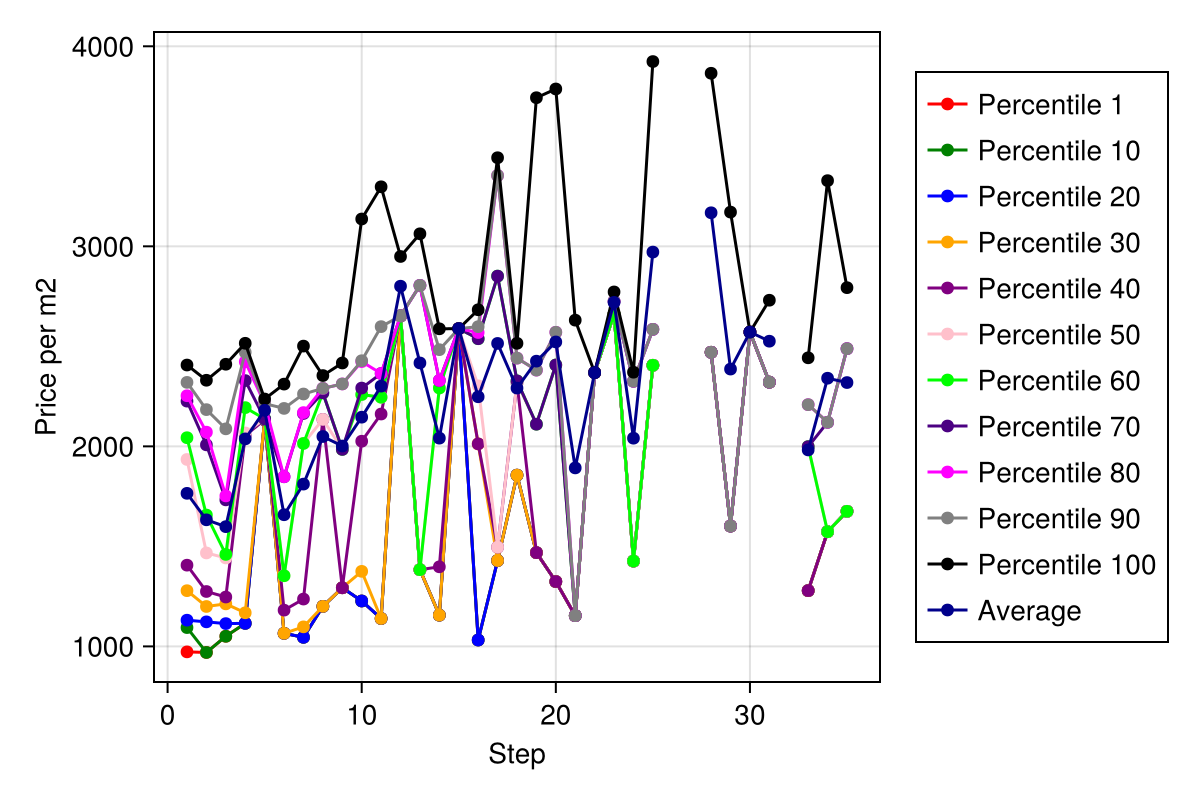 4000
3000
2000
1000
Price per m2
0 10 20 30
Step
Percentile 1
Percentile 10
Percentile 20
Percentile 30
Percentile 40
Percentile 50
Percentile 60
Percentile 70
Percentile 80
Percentile 90
Percentile 100
Average